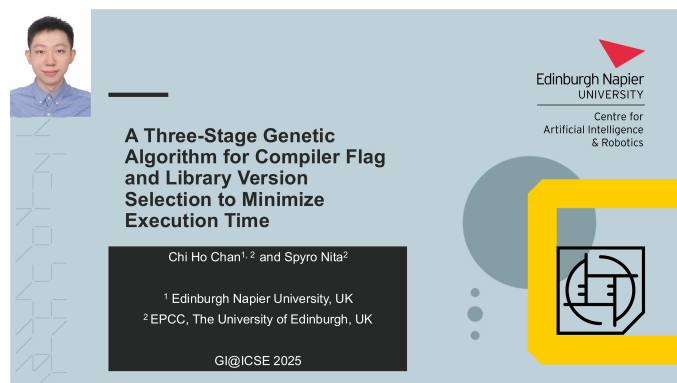 Edinburgh Napier
UNIVERSITY
Centre for
Artificial Intelligence
& Robotics
A Three-Stage Genetic
Algorithm for Compiler Flag
and Library Version
Selection to Minimize
Execution Time
Chi Ho Chan1, 2 and Spyro Nita2
1 Edinburgh Napier University, UK
2 EPCC, The University of Edinburgh, UK
GI@ICSE 2025